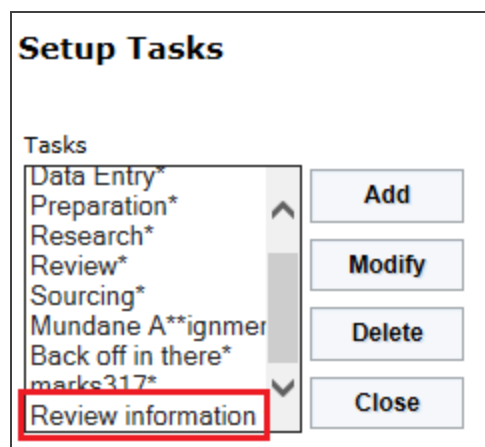 Setup Tasks
Tasks
Data Entry*
Preparation*
Research*
Review*
Sourcing*
Mundane A**ignmer
Back off in there*
marks317*
Review information
Add
Modify
Delete
Close